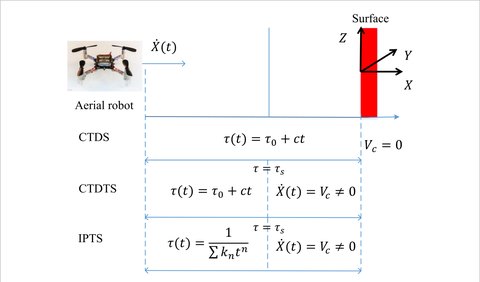 Surface
Ẋ(t)
Z
Y
X
Aerial robot
CTDS
τ(t) = τ₀ + ct
V_c = 0
τ = τ_s
CTDTS
τ(t) = τ₀ + ct
Ẋ(t) = V_c ≠ 0
τ = τ_s
IPTS
τ(t) = 1 / ∑ kₙtⁿ
Ẋ(t) = V_c ≠ 0